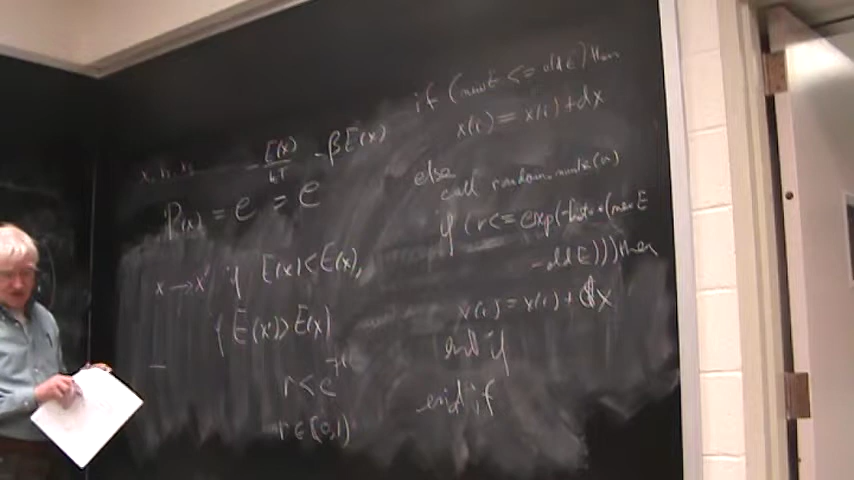 P(x) = e^{-E(x)/kT} = e^{-βE(x)}
x → x' if E(x') < E(x),
if E(x') > E(x)
r < e
r ∈ [0,1)
if (newE <= oldE) then
x(i) = x(i) + dx
else
call random_number(r)
if (r <= exp(-beta*(newE
- oldE))) then
x(i) = x(i) + dx
end if
end if